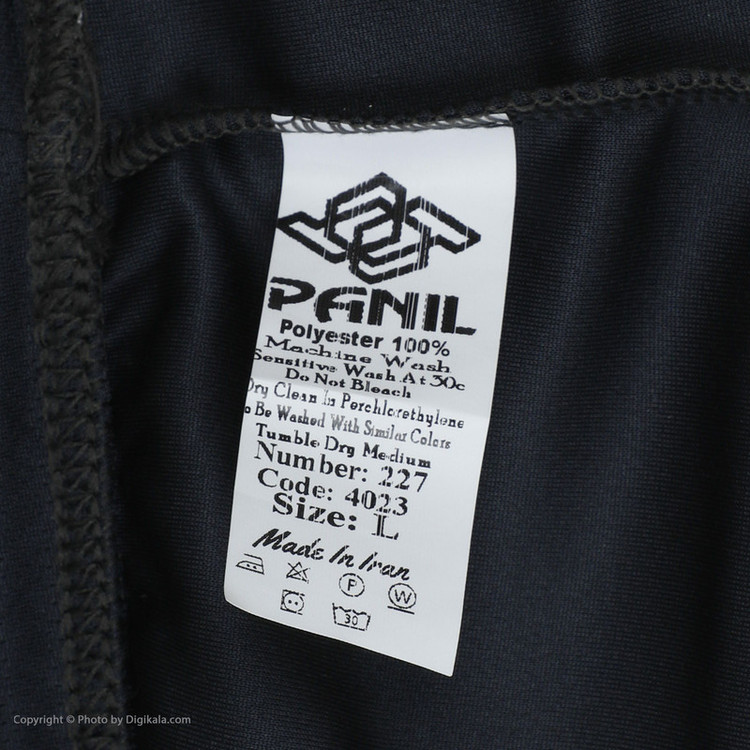 PANIL
Polyester 100%
Machine Wash
Sensitive Wash At 30c
Do Not Bleach
Dry Clean In Perchlorethylene
o Be Washed With Similar Colors
Tumble Dry Medium
Number: 227
Code: 4023
Size: L
Made In Iran
P
W
30
Copyright © Photo by Digikala.com